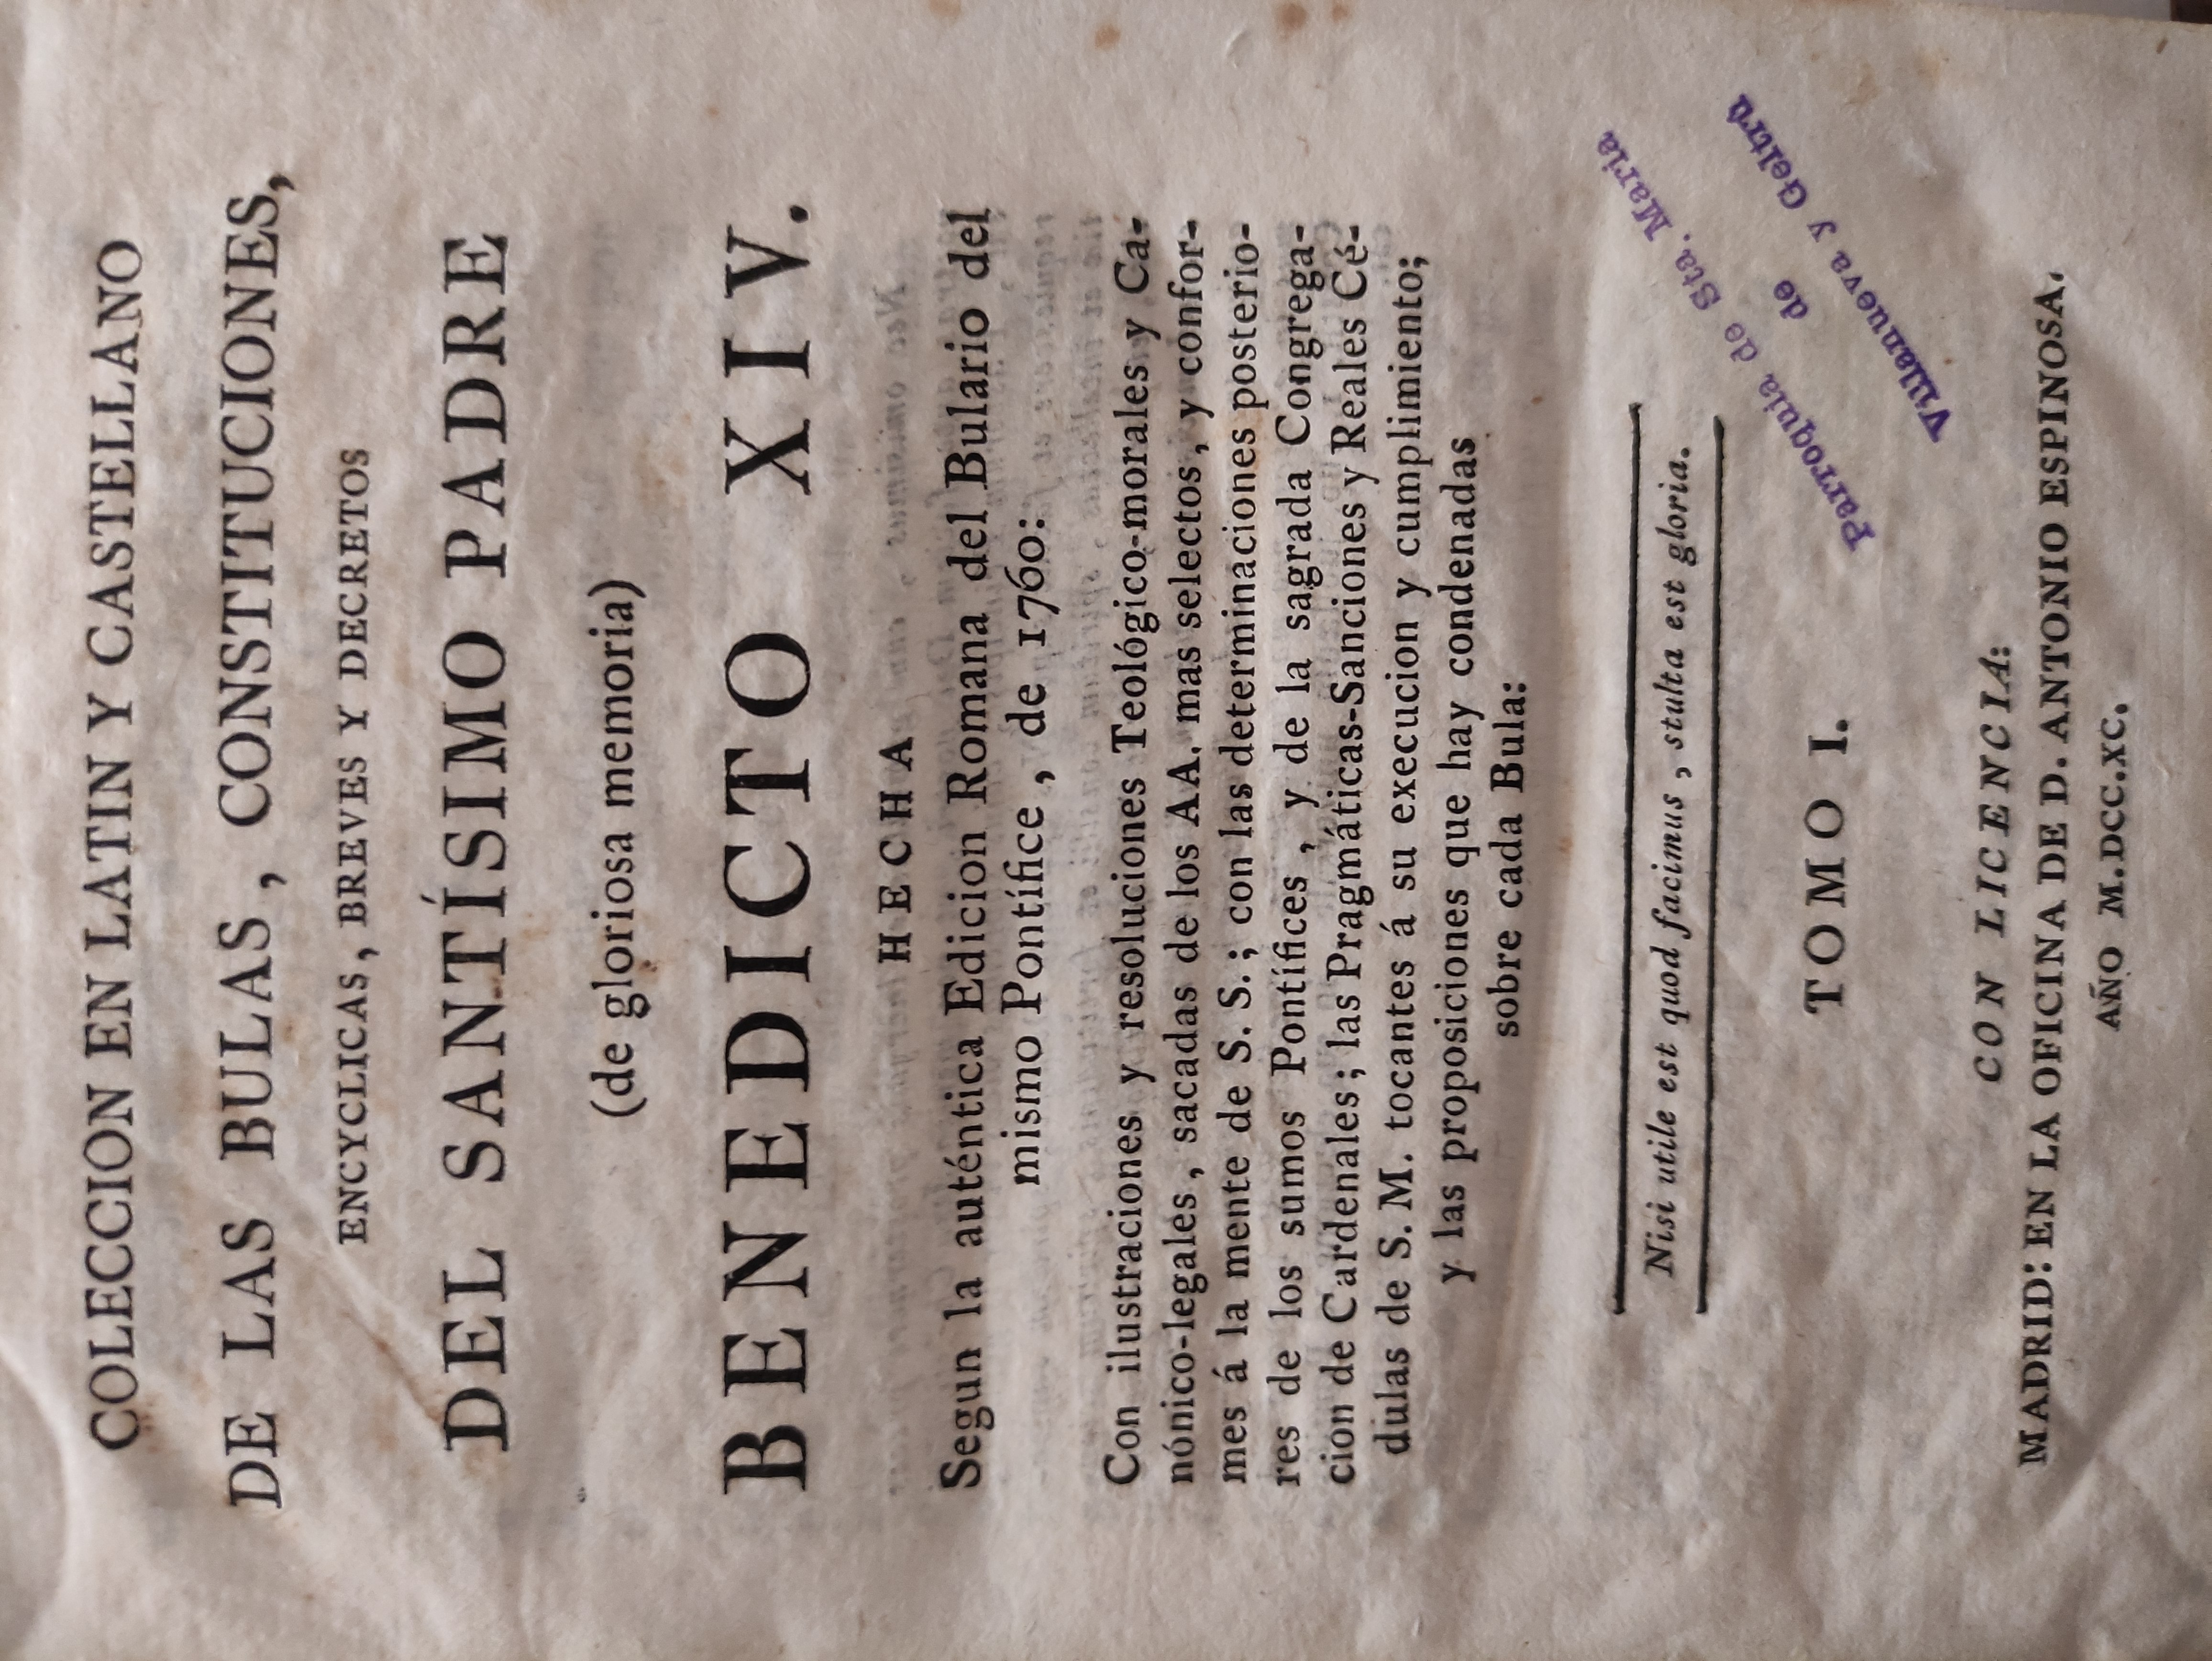 COLECCION EN LATIN Y CASTELLANO
DE LAS BULAS, CONSTITUCIONES,
ENCYCLICAS, BREVES Y DECRETOS
DEL SANTÍSIMO PADRE
(de gloriosa memoria)
BENEDICTO XIV.
HECHA
Segun la auténtica Edicion Romana del Bulario del
mismo Pontífice, de 1760:
Con ilustraciones y resoluciones Teológico-morales y Ca-
nónico-legales, sacadas de los AA. mas selectos, y confor-
mes á la mente de S. S.; con las determinaciones posterio-
res de los sumos Pontífices, y de la sagrada Congrega-
cion de Cardenales; las Pragmáticas-Sanciones y Reales Cé-
dulas de S. M. tocantes á su execucion y cumplimiento;
y las proposiciones que hay condenadas
sobre cada Bula:
Nisi utile est quod facimus, stulta est gloria.
TOMO I.
Parroquia de Sta. Maria
de
Villanueva y Geltrú
CON LICENCIA:
MADRID: EN LA OFICINA DE D. ANTONIO ESPINOSA.
AÑO M.DCC.XC.